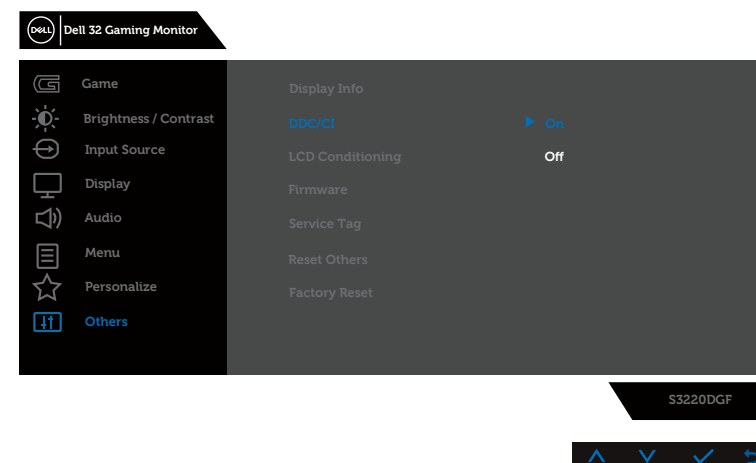 DELL Dell 32 Gaming Monitor
Game
Display Info
Brightness / Contrast
DDC/CI On
Input Source
LCD Conditioning Off
Display
Firmware
Audio
Service Tag
Menu
Reset Others
Personalize
Factory Reset
Others
S3220DGF